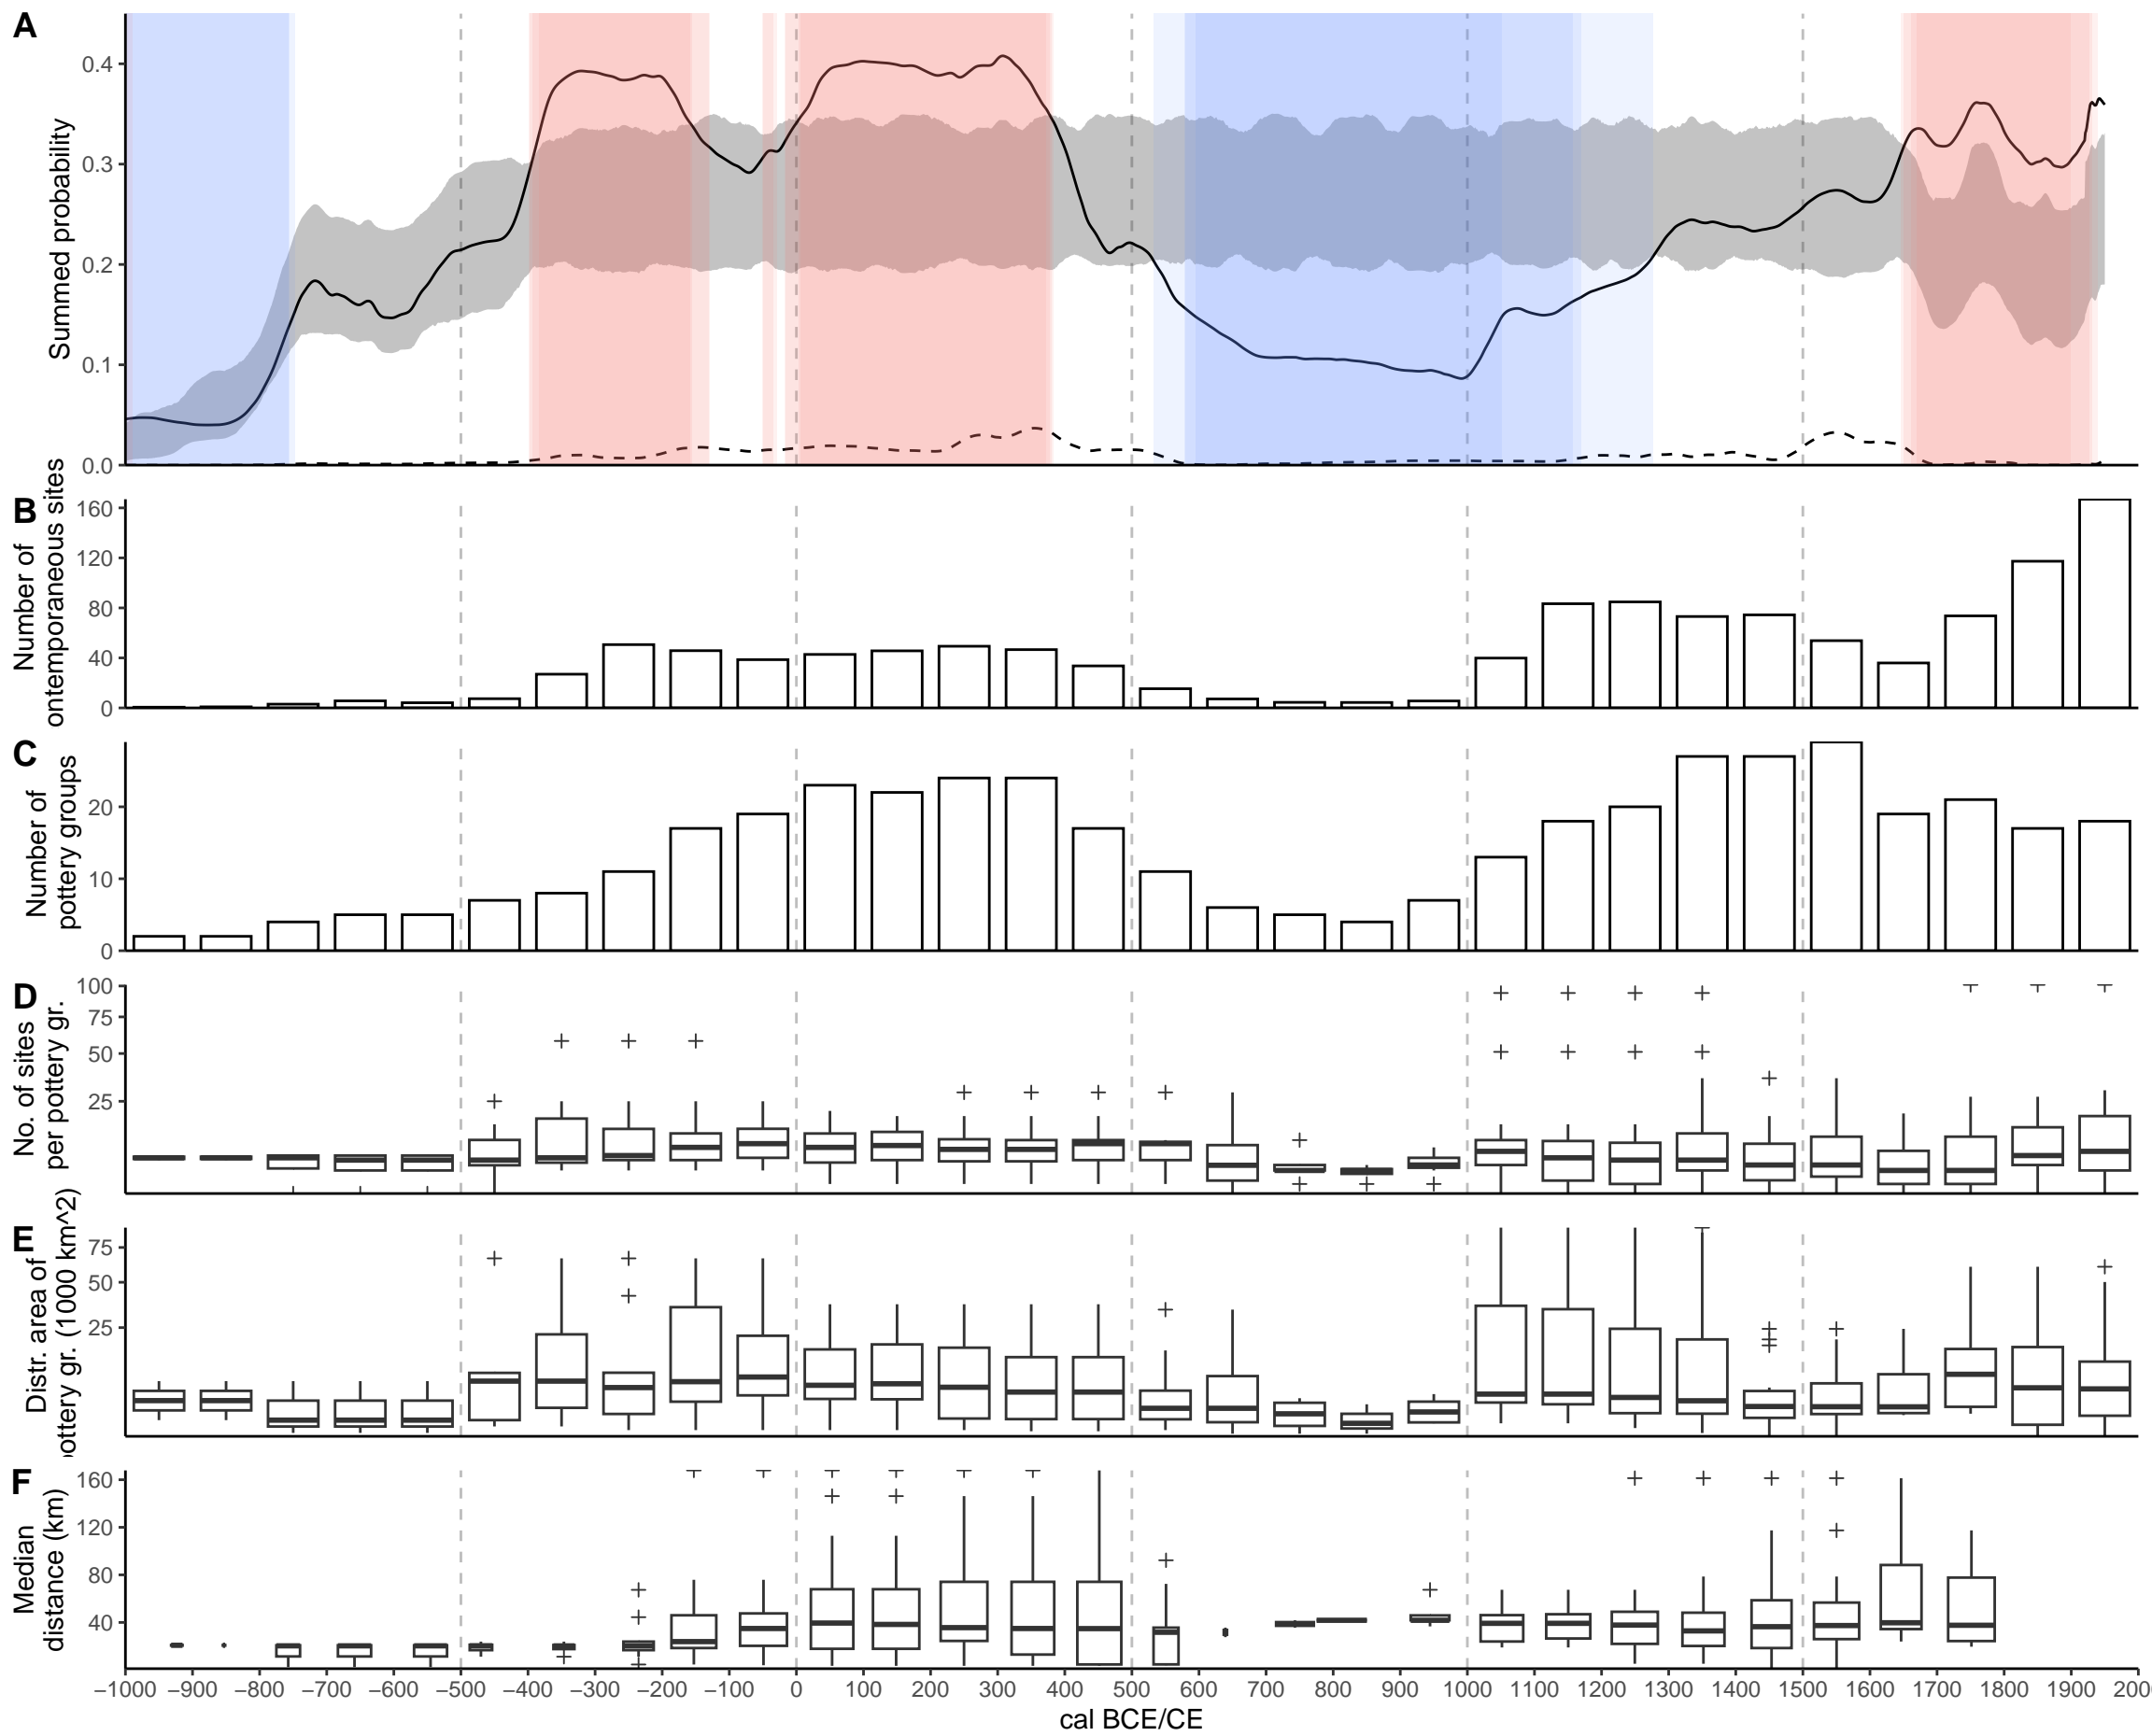 A
Summed probability
0.4
0.3
0.2
0.1
0.0
B
Number of
ontemporaneous sites
160
120
80
40
0
C
Number of
pottery groups
20
10
0
D
No. of sites
per pottery gr.
100
75
50
25
E
Distr. area of
ottery gr. (1000 km^2)
75
50
25
F
Median
distance (km)
160
120
80
40
−1000 −900 −800 −700 −600 −500 −400 −300 −200 −100 0 100 200 300 400 500 600 700 800 900 1000 1100 1200 1300 1400 1500 1600 1700 1800 1900 200
cal BCE/CE